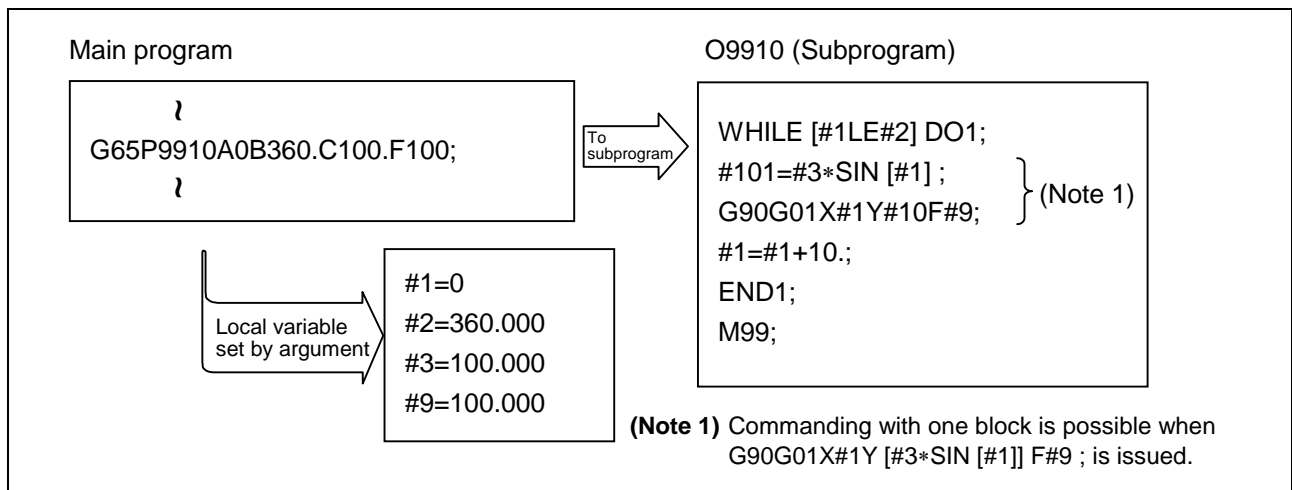 Main program
~
G65P9910A0B360.C100.F100;
~
To
subprogram
O9910 (Subprogram)
WHILE [#1LE#2] DO1;
#101=#3∗SIN [#1] ;
G90G01X#1Y#10F#9;
(Note 1)
#1=#1+10.;
END1;
M99;
Local variable
set by argument
#1=0
#2=360.000
#3=100.000
#9=100.000
(Note 1) Commanding with one block is possible when
G90G01X#1Y [#3∗SIN [#1]] F#9 ; is issued.